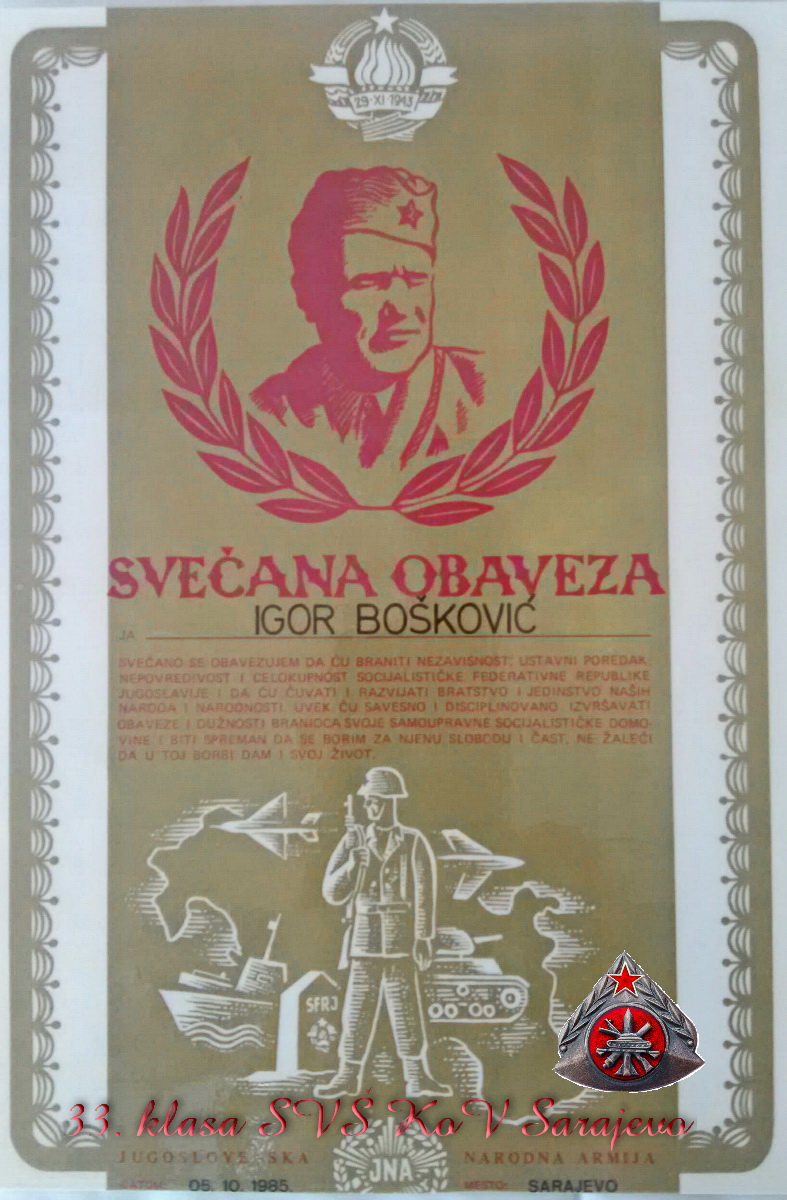 29·XI·1943
SVEČANA OBAVEZA
IGOR BOŠKOVIĆ
JA
SVEČANO SE OBAVEZUJEM DA ĆU BRANITI NEZAVISNOST, USTAVNI POREDAK,
NEPOVREDIVOST I CELOKUPNOST SOCIJALISTIČKE FEDERATIVNE REPUBLIKE
JUGOSLAVIJE I DA ĆU ČUVATI I RAZVIJATI BRATSTVO I JEDINSTVO NAŠIH
NARODA I NARODNOSTI. UVEK ĆU SAVESNO I DISCIPLINOVANO IZVRŠAVATI
OBAVEZE I DUŽNOSTI BRANIOCA SVOJE SAMOUPRAVNE SOCIJALISTIČKE DOMO-
VINE I BITI SPREMAN DA SE BORIM ZA NJENU SLOBODU I ČAST, NE ŽALEĆI
DA U TOJ BORBI DAM I SVOJ ŽIVOT.
SFRJ
33. klasa SVŠ KoV Sarajevo
JUGOSLOVENSKA NARODNA ARMIJA
JNA
DATUM: 05. 10. 1985. MESTO: SARAJEVO